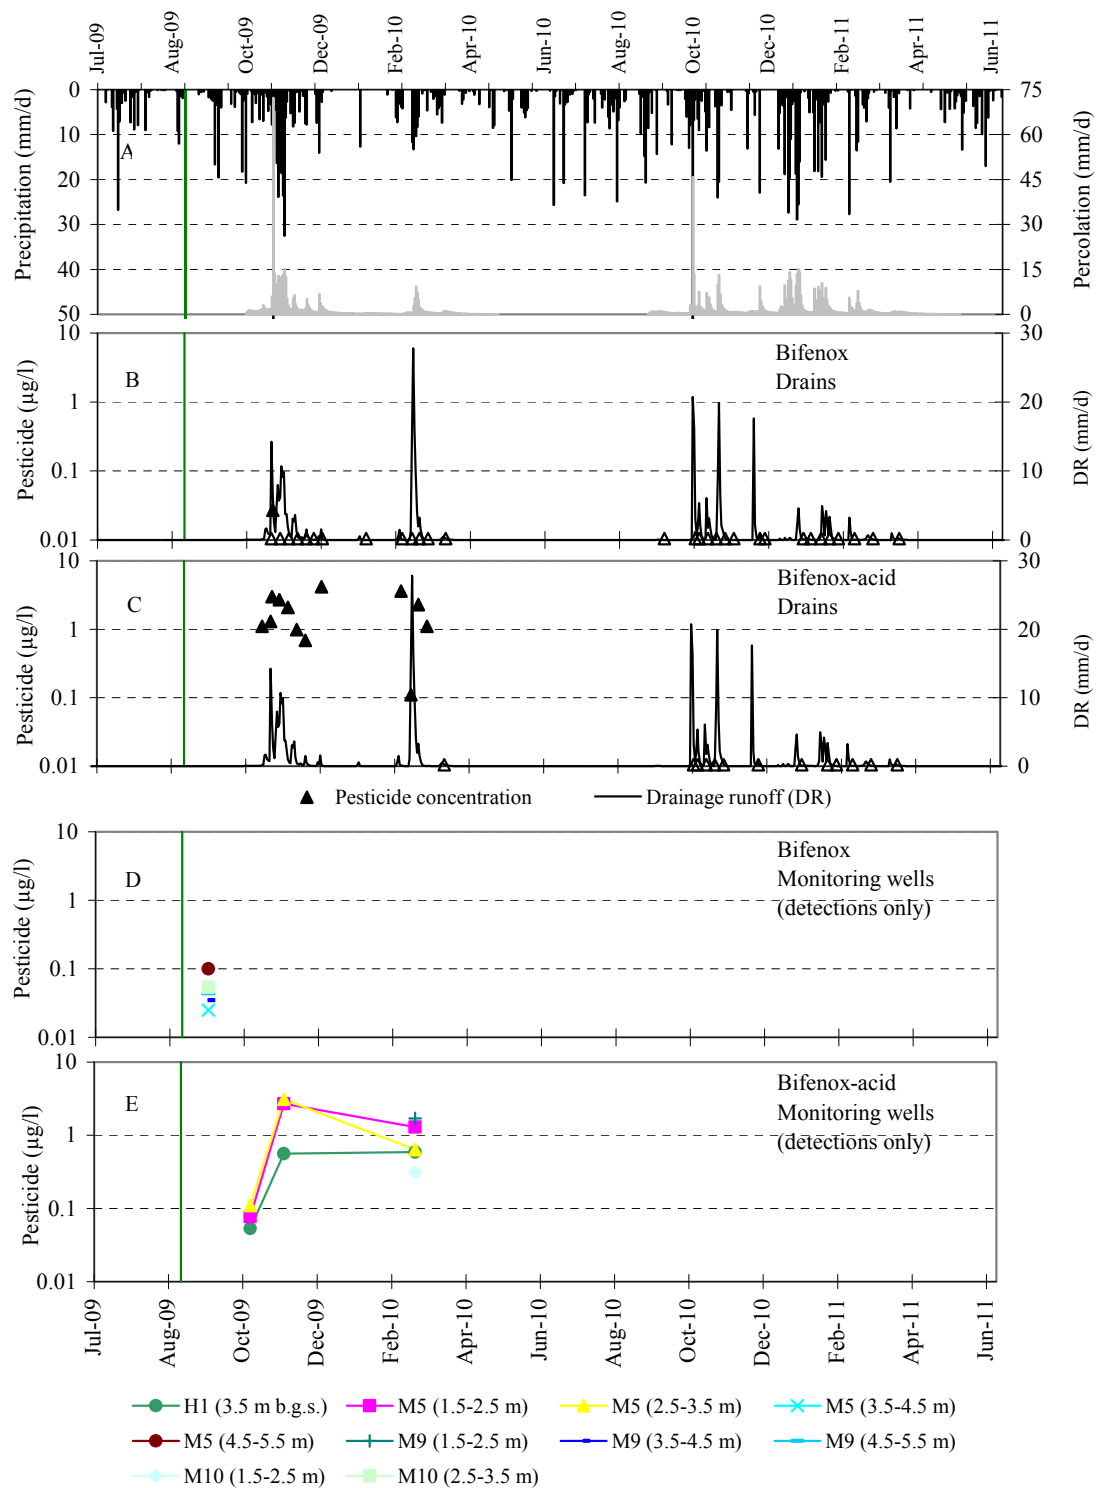 Jul-09 Aug-09 Oct-09 Dec-09 Feb-10 Apr-10 Jun-10 Aug-10 Oct-10 Dec-10 Feb-11 Apr-11 Jun-11
Precipitation (mm/d)
0
10
20
30
40
50
A
75
60
45
30
15
0
Percolation (mm/d)
Pesticide (µg/l)
10
1
0.1
0.01
B
Bifenox
Drains
30
20
10
0
DR (mm/d)
Pesticide (µg/l)
10
1
0.1
0.01
C
Bifenox-acid
Drains
30
20
10
0
DR (mm/d)
Pesticide concentration Drainage runoff (DR)
Pesticide (µg/l)
10
1
0.1
0.01
D
Bifenox
Monitoring wells
(detections only)
Pesticide (µg/l)
10
1
0.1
0.01
E
Bifenox-acid
Monitoring wells
(detections only)
Jul-09 Aug-09 Oct-09 Dec-09 Feb-10 Apr-10 Jun-10 Aug-10 Oct-10 Dec-10 Feb-11 Apr-11 Jun-11
H1 (3.5 m b.g.s.) M5 (1.5-2.5 m) M5 (2.5-3.5 m) M5 (3.5-4.5 m)
M5 (4.5-5.5 m) M9 (1.5-2.5 m) M9 (3.5-4.5 m) M9 (4.5-5.5 m)
M10 (1.5-2.5 m) M10 (2.5-3.5 m)